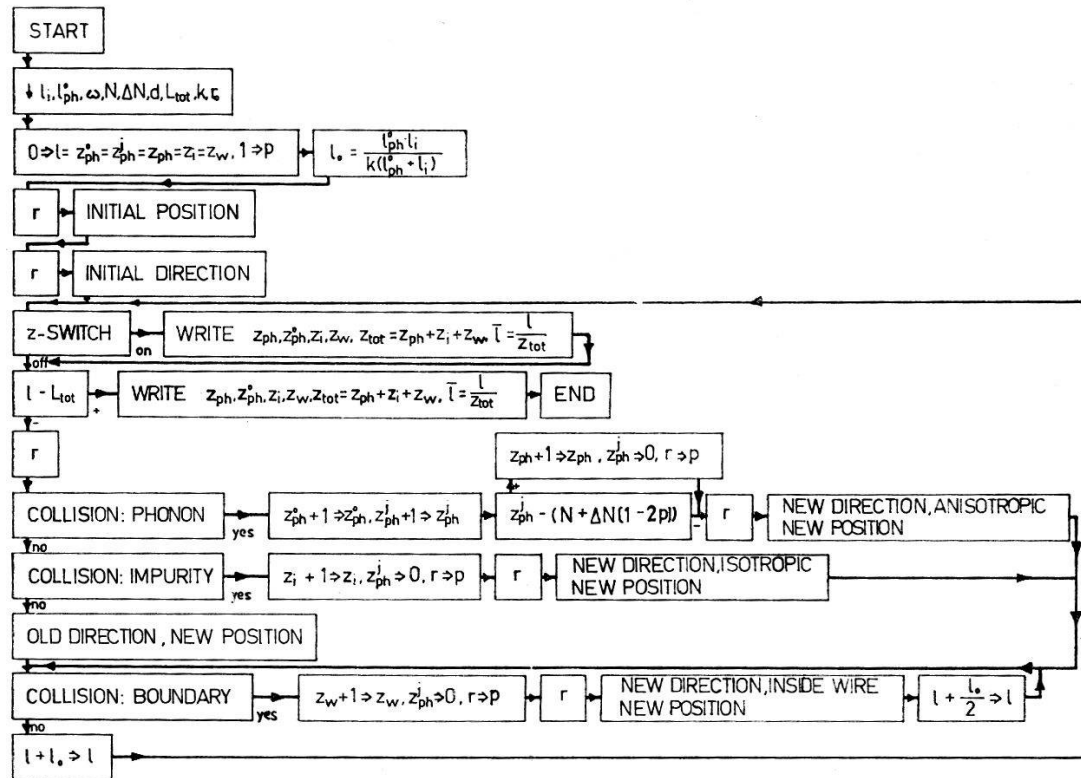 START
↓ l_i, l°_ph, ω, N, ΔN, d, L_tot, k, r_0
0 ⇒ l = z°_ph = z^j_ph = z_ph = z_i = z_w, 1 ⇒ p
l_o = l°_ph · l_i / k(l°_ph + l_i)
r
INITIAL POSITION
r
INITIAL DIRECTION
z-SWITCH
on
WRITE z_ph, z°_ph, z_i, z_w, z_tot = z_ph + z_i + z_w, l̅ = l / z_tot
off
l - L_tot
+
WRITE z_ph, z°_ph, z_i, z_w, z_tot = z_ph + z_i + z_w, l̅ = l / z_tot
END
-
r
z_ph + 1 ⇒ z_ph, z^j_ph ⇒ 0, r ⇒ p
+
COLLISION: PHONON
yes
z°_ph + 1 ⇒ z°_ph, z^j_ph + 1 ⇒ z^j_ph
z^j_ph - (N + ΔN(1 - 2p))
-
r
NEW DIRECTION, ANISOTROPIC
NEW POSITION
no
COLLISION: IMPURITY
yes
z_i + 1 ⇒ z_i, z^j_ph ⇒ 0, r ⇒ p
r
NEW DIRECTION, ISOTROPIC
NEW POSITION
no
OLD DIRECTION, NEW POSITION
COLLISION: BOUNDARY
yes
z_w + 1 ⇒ z_w, z^j_ph ⇒ 0, r ⇒ p
r
NEW DIRECTION, INSIDE WIRE
NEW POSITION
l + l_o / 2 ⇒ l
no
l + l_o ⇒ l